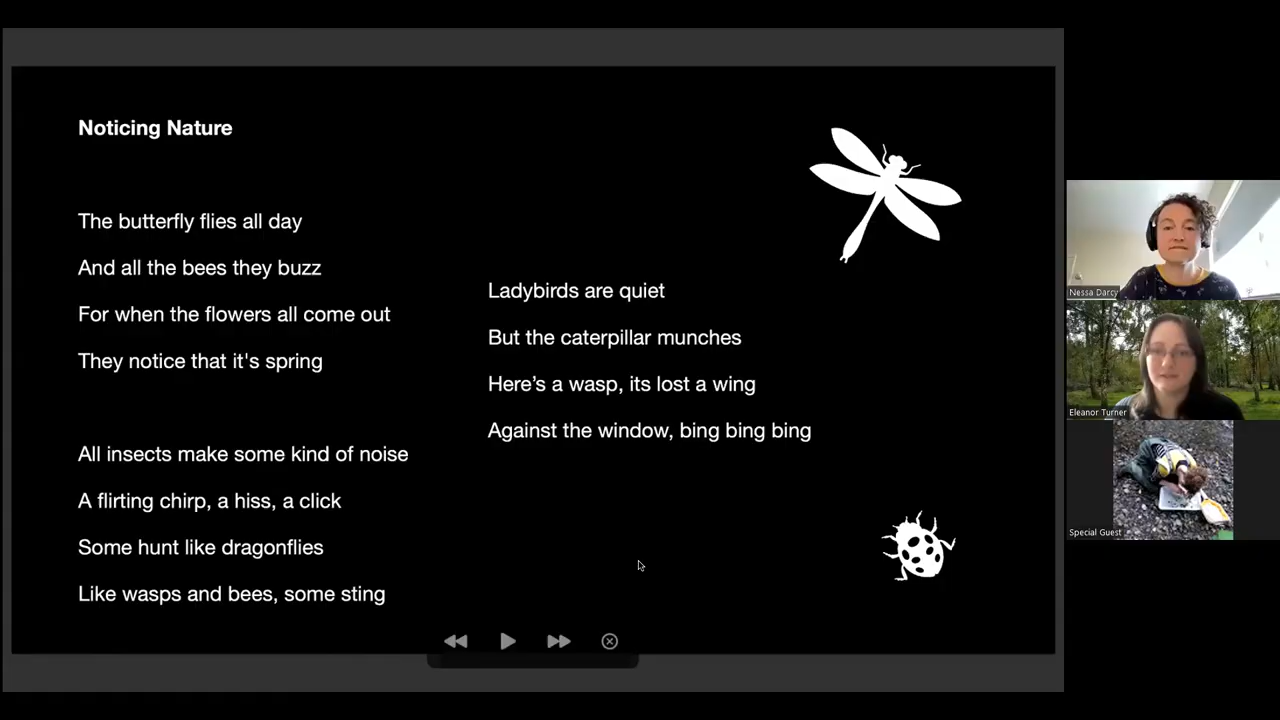 Noticing Nature
The butterfly flies all day
And all the bees they buzz
For when the flowers all come out
They notice that it's spring
All insects make some kind of noise
A flirting chirp, a hiss, a click
Some hunt like dragonflies
Like wasps and bees, some sting
Ladybirds are quiet
But the caterpillar munches
Here’s a wasp, its lost a wing
Against the window, bing bing bing
Nessa Darcy
Eleanor Turner
Special Guest